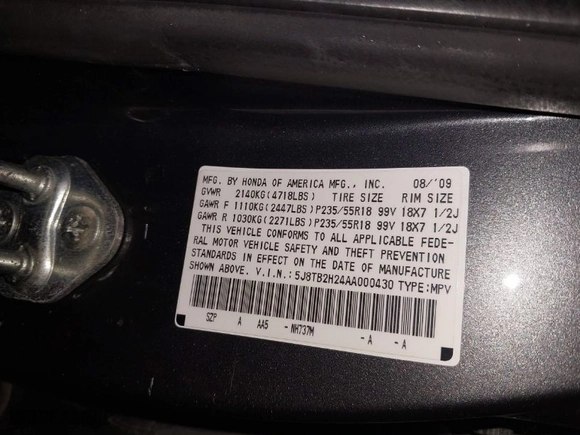 MFG. BY HONDA OF AMERICA MFG., INC. 08/'09
GVWR 2140KG(4718LBS) TIRE SIZE RIM SIZE
GAWR F 1110KG(2447LBS)P235/55R18 99V 18X7 1/2J
GAWR R 1030KG(2271LBS)P235/55R18 99V 18X7 1/2J
THIS VEHICLE CONFORMS TO ALL APPLICABLE FEDE-
RAL MOTOR VEHICLE SAFETY AND THEFT PREVENTION
STANDARDS IN EFFECT ON THE DATE OF MANUFACTURE
SHOWN ABOVE. V.I.N.:5J8TB2H24AA000430 TYPE:MPV
SZP A AA5 -NH737M -A -A